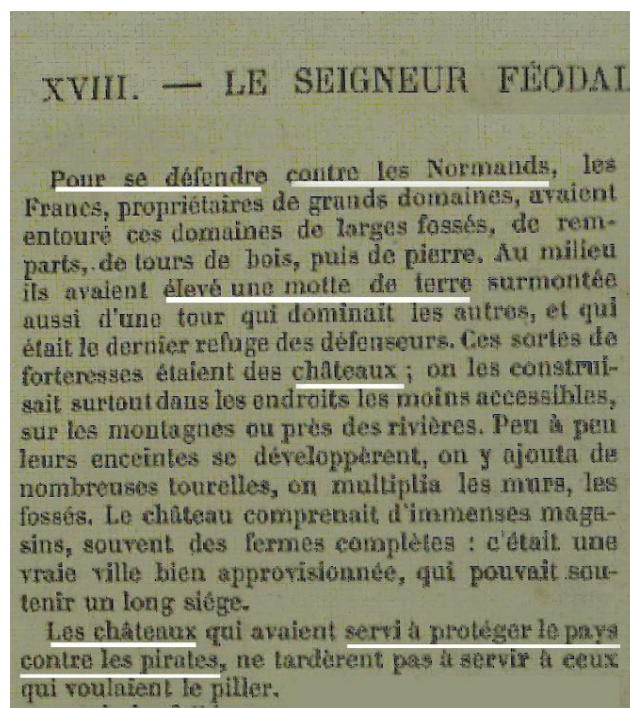 XVIII. — LE SEIGNEUR FÉODAL
Pour se défendre contre les Normands, les
Francs, propriétaires de grands domaines, avaient
entouré ces domaines de larges fossés, de rem-
parts, de tours de bois, puis de pierre. Au milieu
ils avaient élevé une motte de terre surmontée
aussi d'une tour qui dominait les autres, et qui
était le dernier refuge des défenseurs. Ces sortes de
forteresses étaient des châteaux ; on les construi-
sait surtout dans les endroits les moins accessibles,
sur les montagnes ou près des rivières. Peu à peu
leurs enceintes se développèrent, on y ajouta de
nombreuses tourelles, on multiplia les murs, les
fossés. Le château comprenait d'immenses maga-
sins, souvent des fermes complètes : c'était une
vraie ville bien approvisionnée, qui pouvait sou-
tenir un long siége.
Les châteaux qui avaient servi à protéger le pays
contre les pirates, ne tardèrent pas à servir à ceux
qui voulaient le piller.